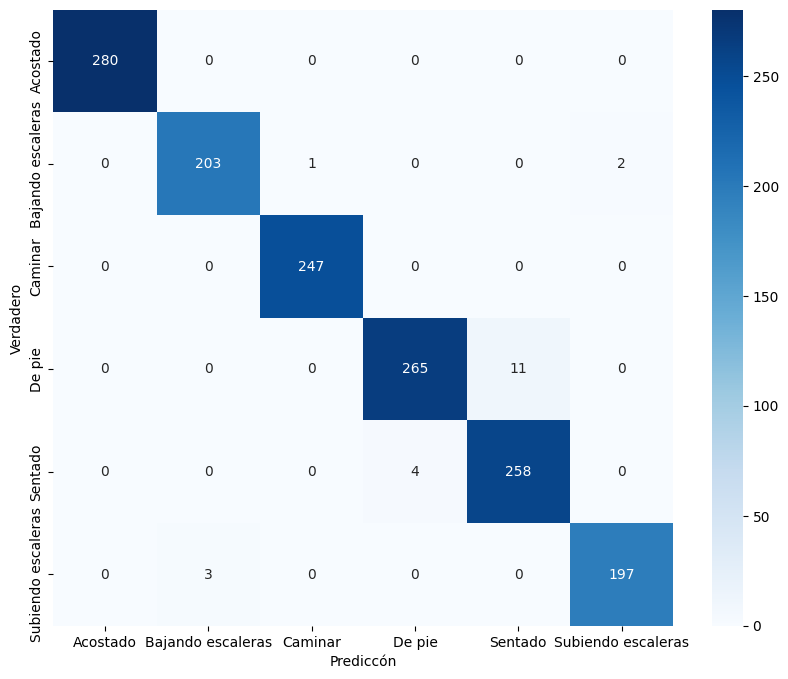 Acostado 280 0 0 0 0 0
Bajando escaleras 0 203 1 0 0 2
Caminar 0 0 247 0 0 0
De pie 0 0 0 265 11 0
Sentado 0 0 0 4 258 0
Subiendo escaleras 0 3 0 0 0 197
Verdadero
Acostado Bajando escaleras Caminar De pie Sentado Subiendo escaleras
Prediccón
250
200
150
100
50
0